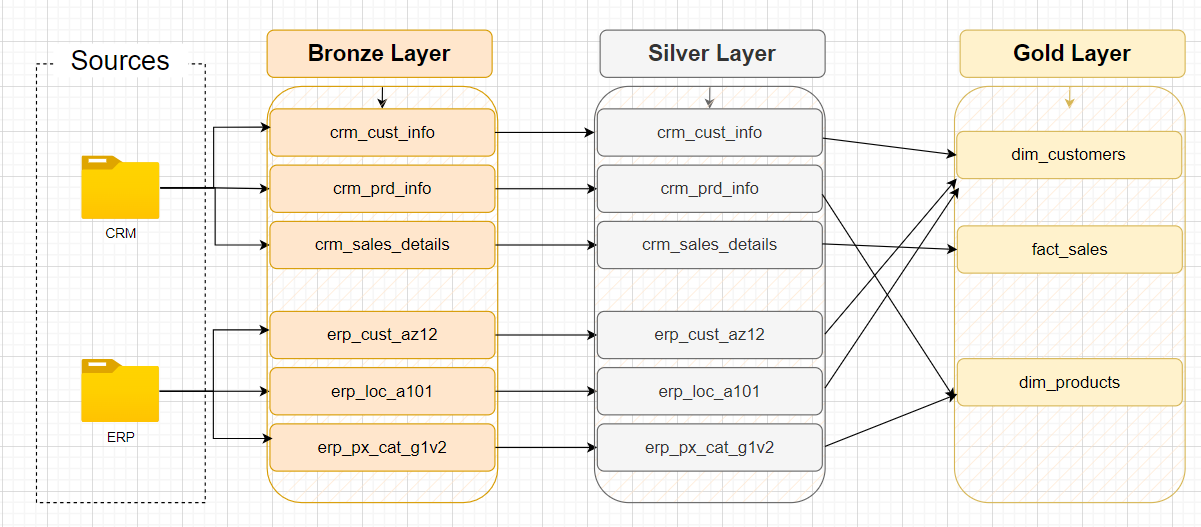 Sources
Bronze Layer
Silver Layer
Gold Layer
CRM
ERP
crm_cust_info
crm_prd_info
crm_sales_details
erp_cust_az12
erp_loc_a101
erp_px_cat_g1v2
crm_cust_info
crm_prd_info
crm_sales_details
erp_cust_az12
erp_loc_a101
erp_px_cat_g1v2
dim_customers
fact_sales
dim_products